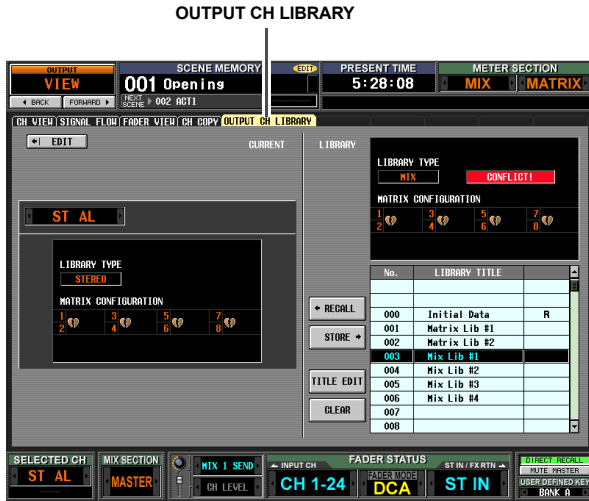 OUTPUT CH LIBRARY
OUTPUT SCENE MEMORY EDIT PRESENT TIME METER SECTION
VIEW 001 Opening 5:28:08 MIX MATRIX
BACK FORWARD NEXT SCENE 002 ACT1
CH VIEW SIGNAL FLOW FADER VIEW CH COPY OUTPUT CH LIBRARY
EDIT CURRENT LIBRARY
LIBRARY TYPE
MIX CONFLICT!
MATRIX CONFIGURATION
1 2 3 4 5 6 7 8
ST AL
LIBRARY TYPE
STEREO
MATRIX CONFIGURATION
1 2 3 4 5 6 7 8
No. LIBRARY TITLE
RECALL
STORE
TITLE EDIT
CLEAR
000 Initial Data R
001 Matrix Lib #1
002 Matrix Lib #2
003 Mix Lib #1
004 Mix Lib #2
005 Mix Lib #3
006 Mix Lib #4
007
008
SELECTED CH MIX SECTION FADER STATUS
ST AL MASTER MIX 1 SEND CH LEVEL
INPUT CH FADER MODE ST IN / FX RTN
CH 1-24 DCA ST IN
DIRECT RECALL
MUTE MASTER
USER DEFINED KEY
BANK A